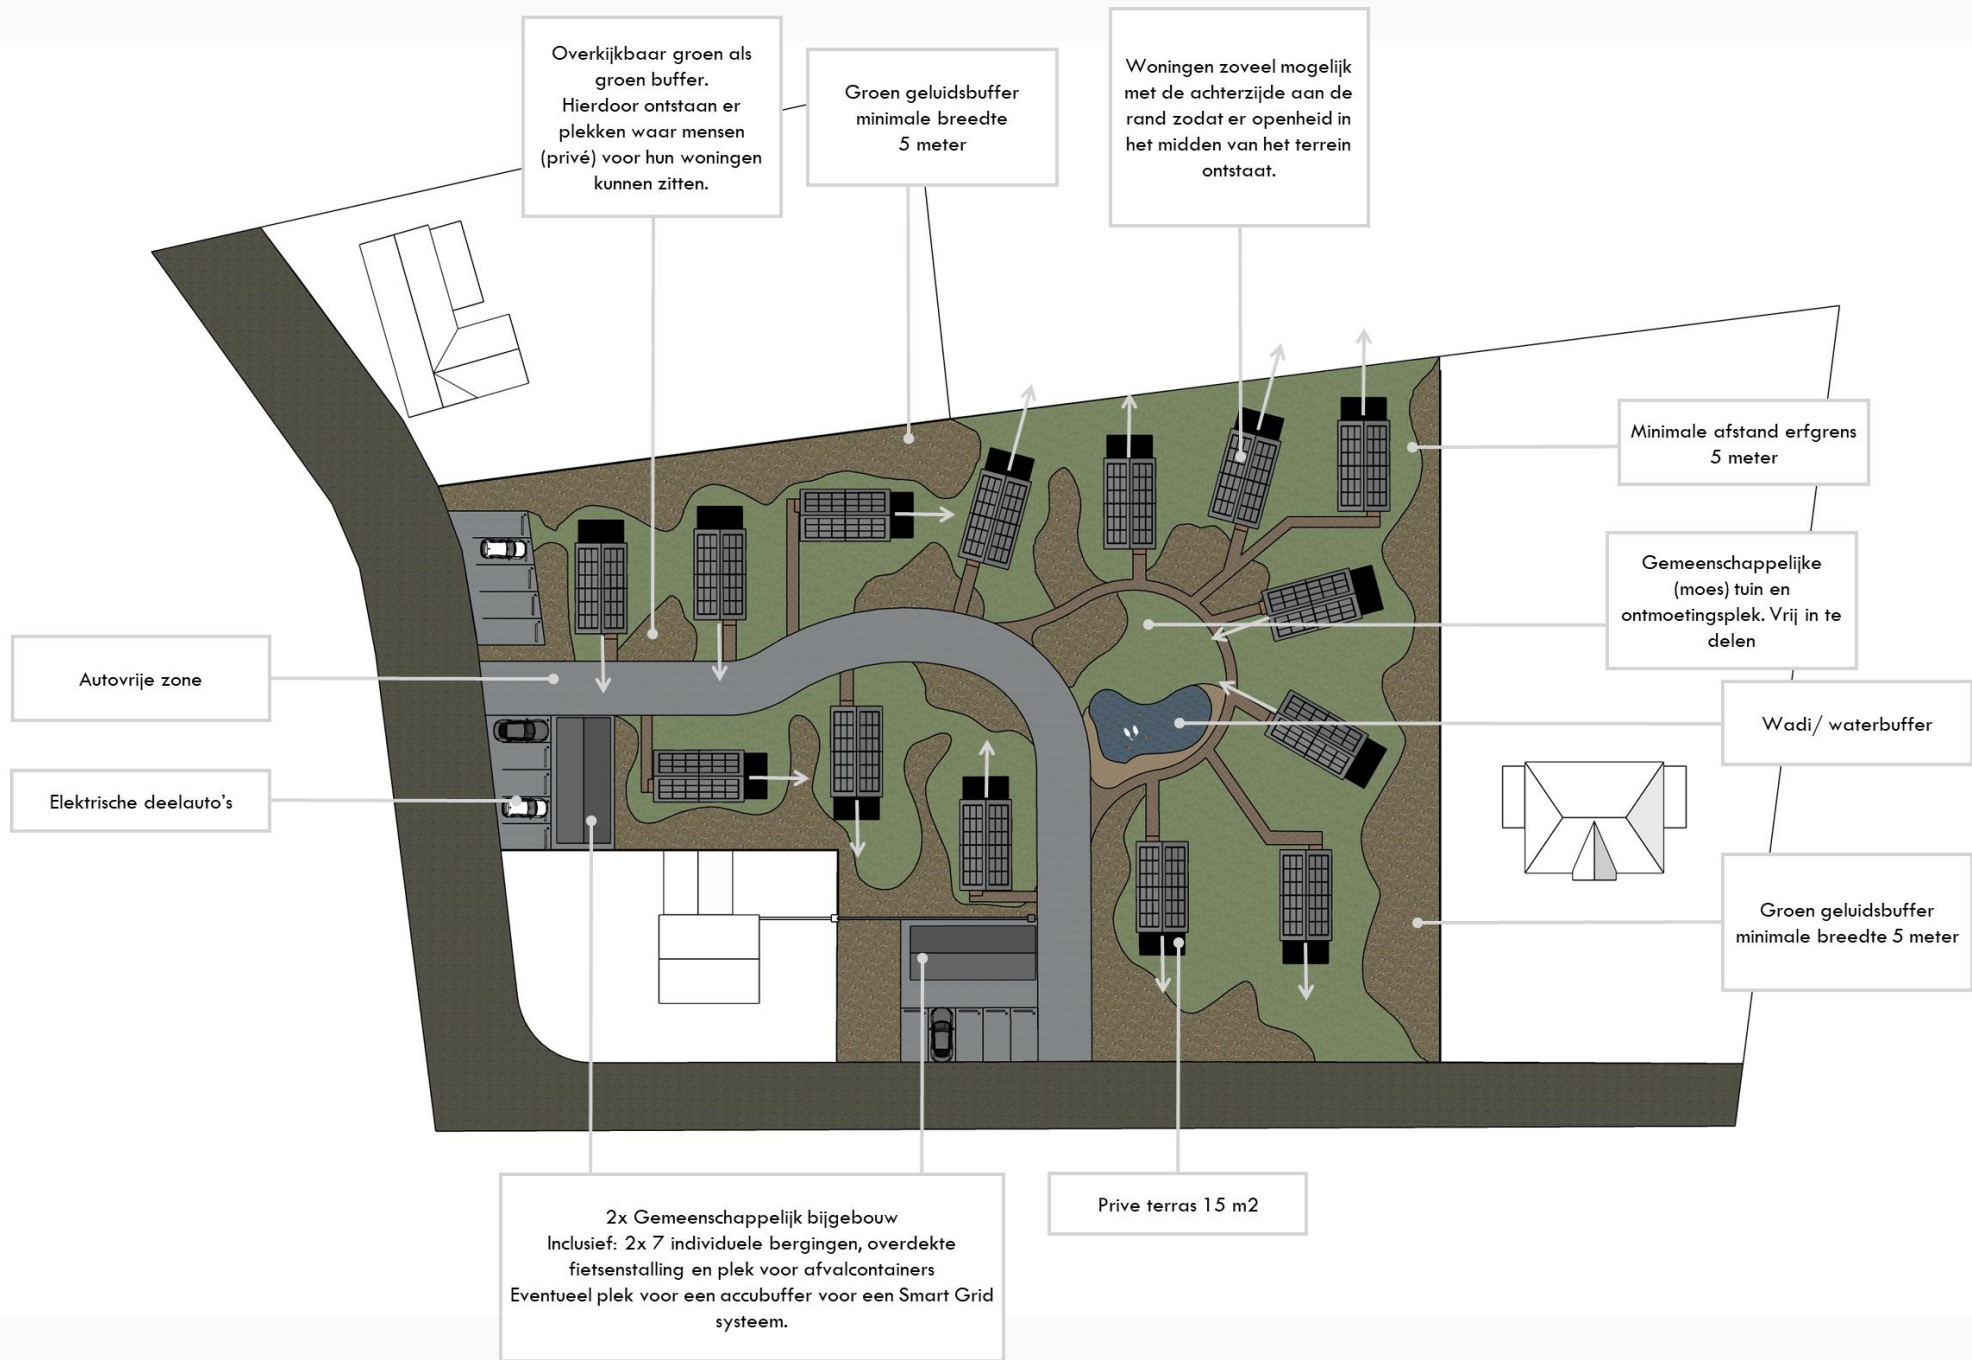 Overkijkbaar groen als
groen buffer.
Hierdoor ontstaan er
plekken waar mensen
(privé) voor hun woningen
kunnen zitten.
Groen geluidsbuffer
minimale breedte
5 meter
Woningen zoveel mogelijk
met de achterzijde aan de
rand zodat er openheid in
het midden van het terrein
ontstaat.
Minimale afstand erfgrens
5 meter
Gemeenschappelijke
(moes) tuin en
ontmoetingsplek. Vrij in te
delen
Autovrije zone
Wadi/ waterbuffer
Elektrische deelauto's
Groen geluidsbuffer
minimale breedte 5 meter
2x Gemeenschappelijk bijgebouw
Inclusief: 2x 7 individuele bergingen, overdekte
fietsenstalling en plek voor afvalcontainers
Eventueel plek voor een accubuffer voor een Smart Grid
systeem.
Prive terras 15 m2